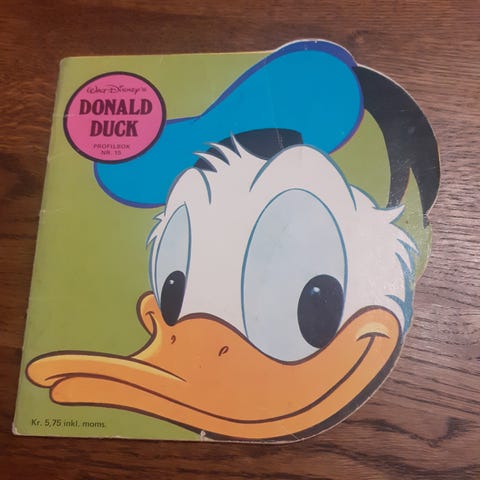 Walt Disney's
DONALD
DUCK
PROFILBOK
NR. 15
Kr. 5,75 inkl. moms.